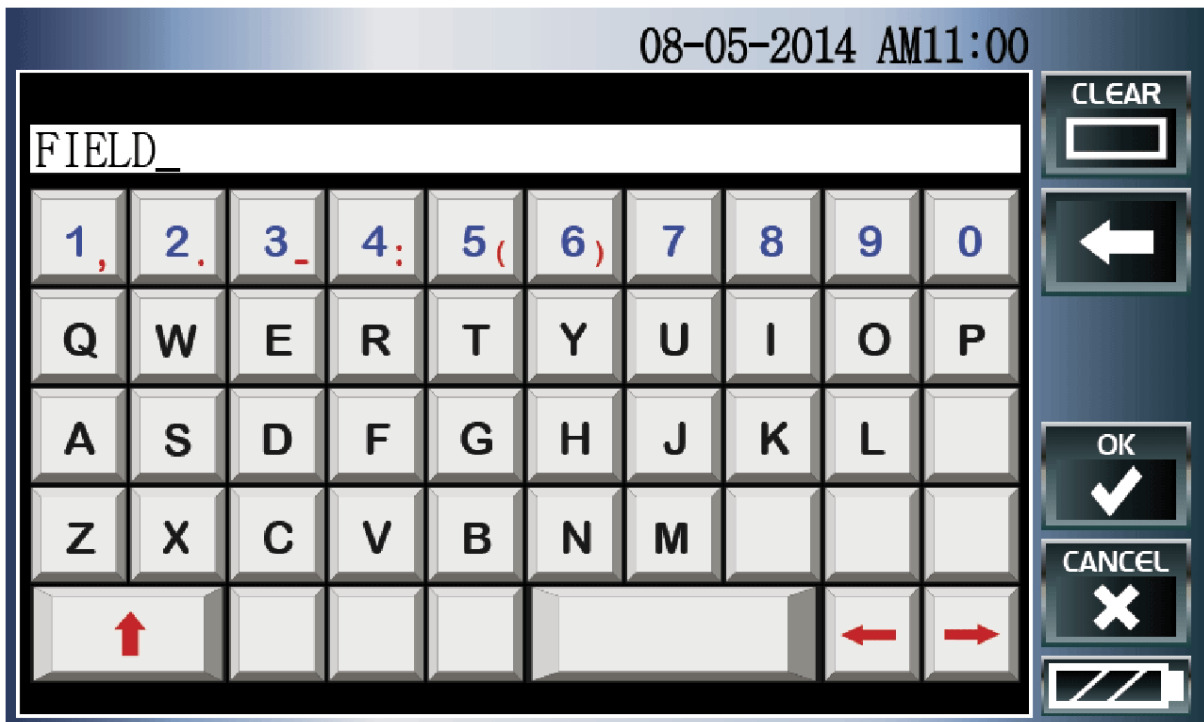 08-05-2014 AM11:00
CLEAR
FIELD_
1, 2. 3- 4: 5( 6) 7 8 9 0
Q W E R T Y U I O P
A S D F G H J K L
OK
Z X C V B N M
CANCEL